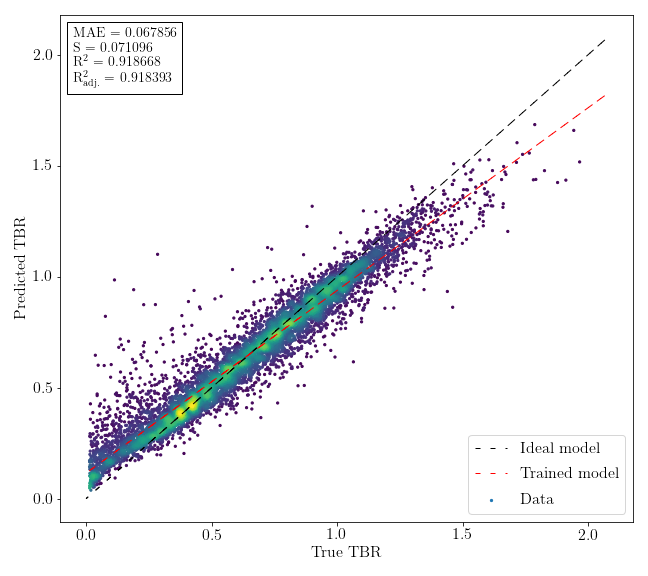 MAE = 0.067856
S = 0.071096
R² = 0.918668
R²adj. = 0.918393
2.0
1.5
1.0
0.5
0.0
Predicted TBR
Ideal model
Trained model
Data
0.0 0.5 1.0 1.5 2.0
True TBR